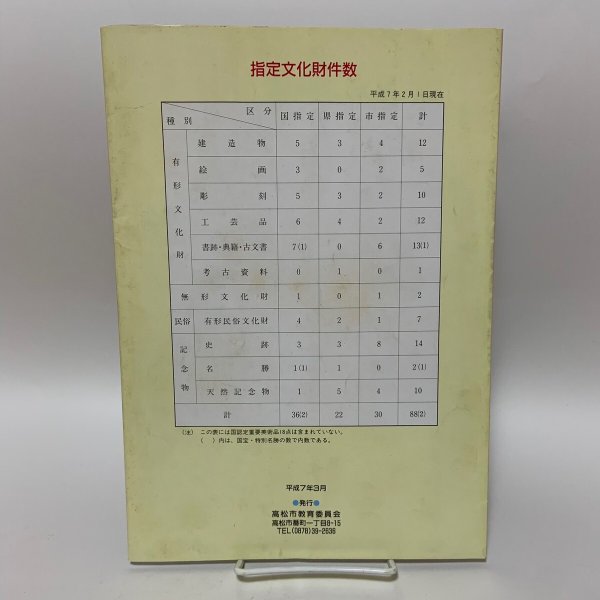 指定文化財件数
平成7年2月1日現在
種別 区分 国指定 県指定 市指定 計
有形文化財
建造物 5 3 4 12
絵画 3 0 2 5
彫刻 5 3 2 10
工芸品 6 4 2 12
書跡・典籍・古文書 7(1) 0 6 13(1)
考古資料 0 1 0 1
無形文化財 1 0 1 2
民俗 有形民俗文化財 4 2 1 7
記念物
史跡 3 3 8 14
名勝 1(1) 1 0 2(1)
天然記念物 1 5 4 10
計 36(2) 22 30 88(2)
(注) この表には国認定重要美術品18点は含まれていない。
( )内は、国宝・特別名勝の数で内数である。
平成7年3月
●発行●
高松市教育委員会
高松市番町一丁目8-15
TEL(0878)39-2636